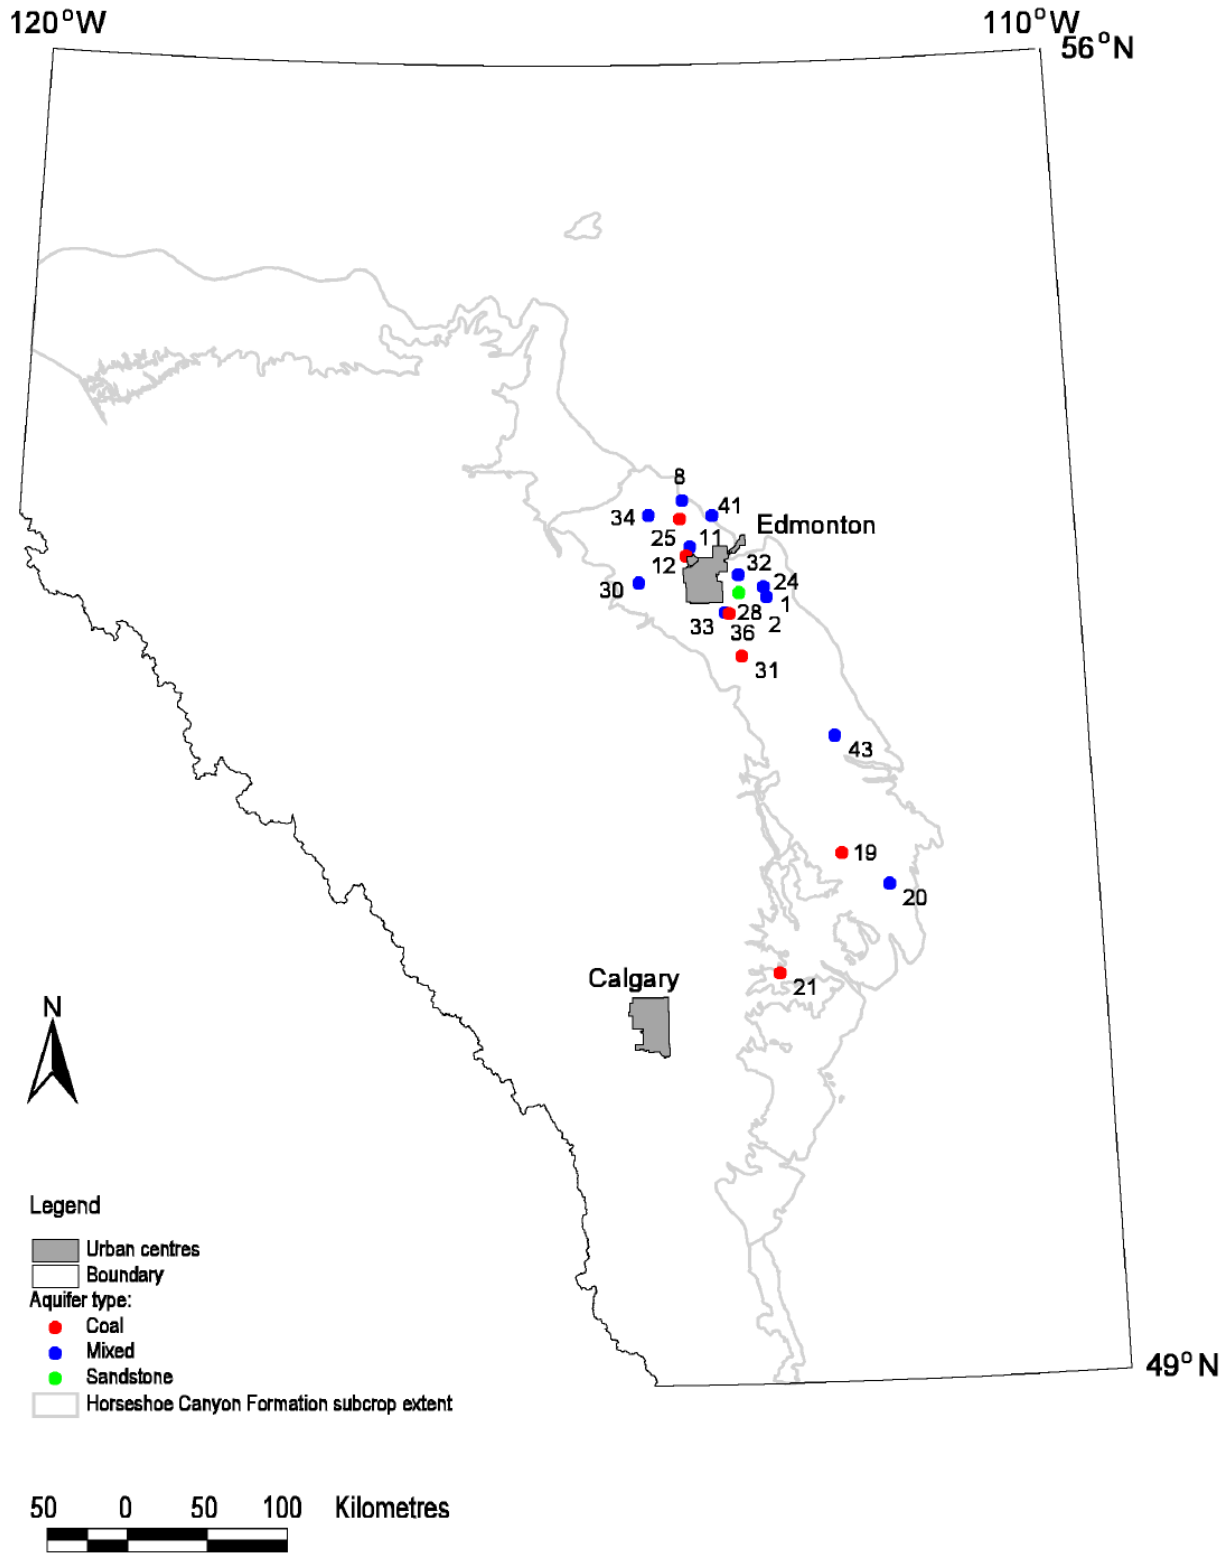 120°W
110°W
56°N
8
34
41
Edmonton
25
11
12
32
30
24
1
28
33
36
2
31
43
19
20
Calgary
21
N
Legend
Urban centres
Boundary
Aquifer type:
Coal
Mixed
Sandstone
49°N
Horseshoe Canyon Formation subcrop extent
50 0 50 100 Kilometres